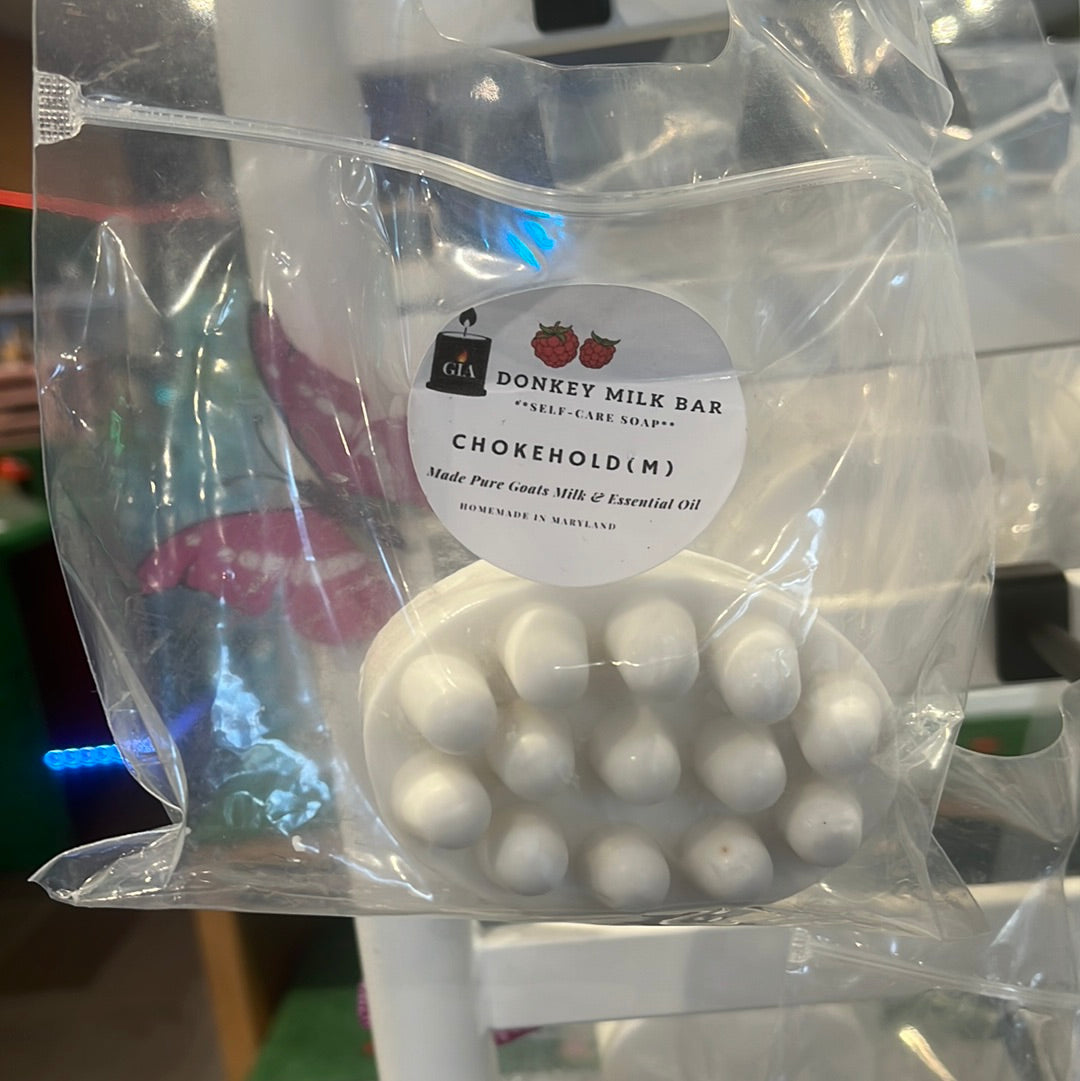 GIA
DONKEY MILK BAR
**SELF-CARE SOAP**
CHOKEHOLD(M)
Made Pure Goats Milk & Essential Oil
HOMEMADE IN MARYLAND